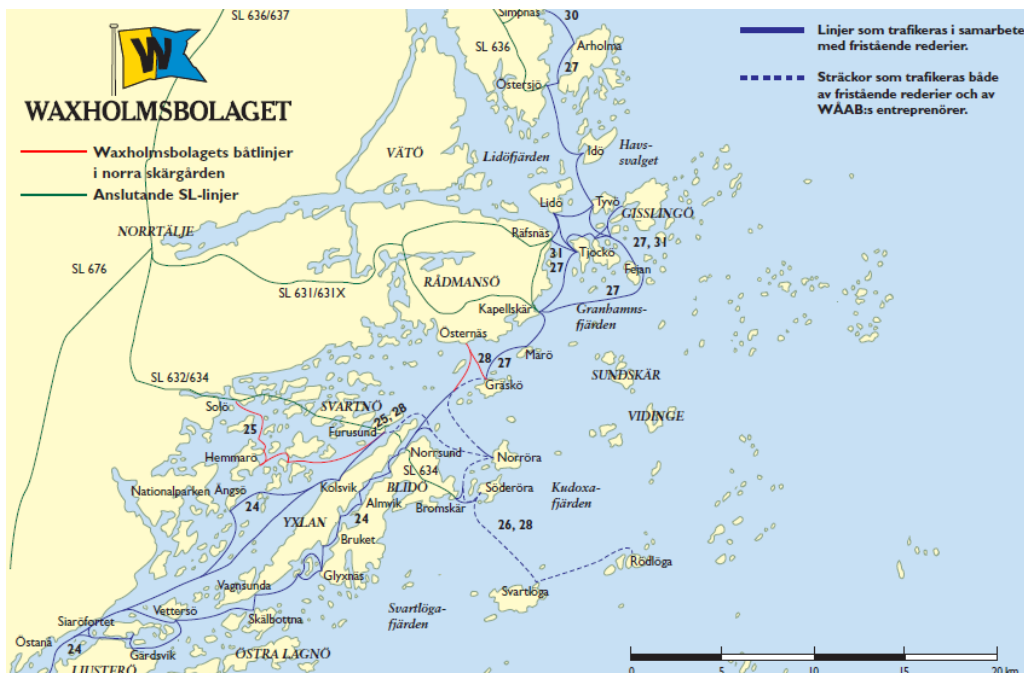 SL 636/637
Simpnäs
30
SL 636
Arholma
27
Östersjö
W
WAXHOLMSBOLAGET
Waxholmsbolagets båtlinjer
i norra skärgården
Anslutande SL-linjer
Linjer som trafikeras i samarbete
med fristående rederier.
Sträckor som trafikeras både
av fristående rederier och av
WÅAB:s entreprenörer.
VÄTÖ
Lidöfjärden
Idö
Havs-
svalget
Lidö
Tyvö
GISSLINGÖ
NORRTÄLJE
Räfsnäs
31
27
Tjockö
27, 31
Fejan
27
SL 676
SL 631/631X
RÅDMANSÖ
Kapellskär
Granhamns-
fjärden
Östernäs
28
27
Marö
Gräskö
SUNDSKÄR
VIDINGE
SL 632/634
Solö
SVARTNÖ
25, 28
Furusund
25
Hemmarö
Norrsund
SL 634
Norröra
Nationalparken Ängsö
24
Kolsvik
BLIDÖ
Almvik
Bromskär
Söderöra
Kudoxa-
fjärden
YXLAN
24
Bruket
26, 28
Glyxnäs
Rödlöga
Vagnsunda
Svartlöga
Svartlöga-
fjärden
Vettersö
Siaröfortet
Skälbottna
Östanå
24
Gärdsvik
ÖSTRA LAGNÖ
LJUSTERÖ
0
5
10
15
20 km